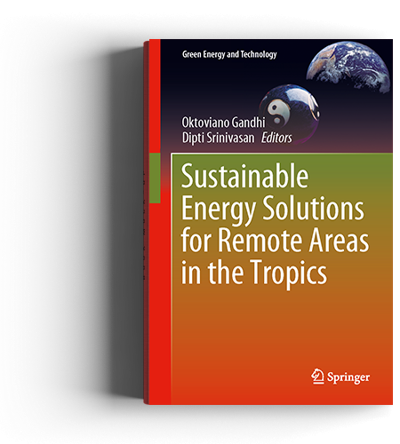 Green Energy and Technology
Oktoviano Gandhi
Dipti Srinivasan Editors
Sustainable
Energy Solutions
for Remote Areas
in the Tropics
Springer